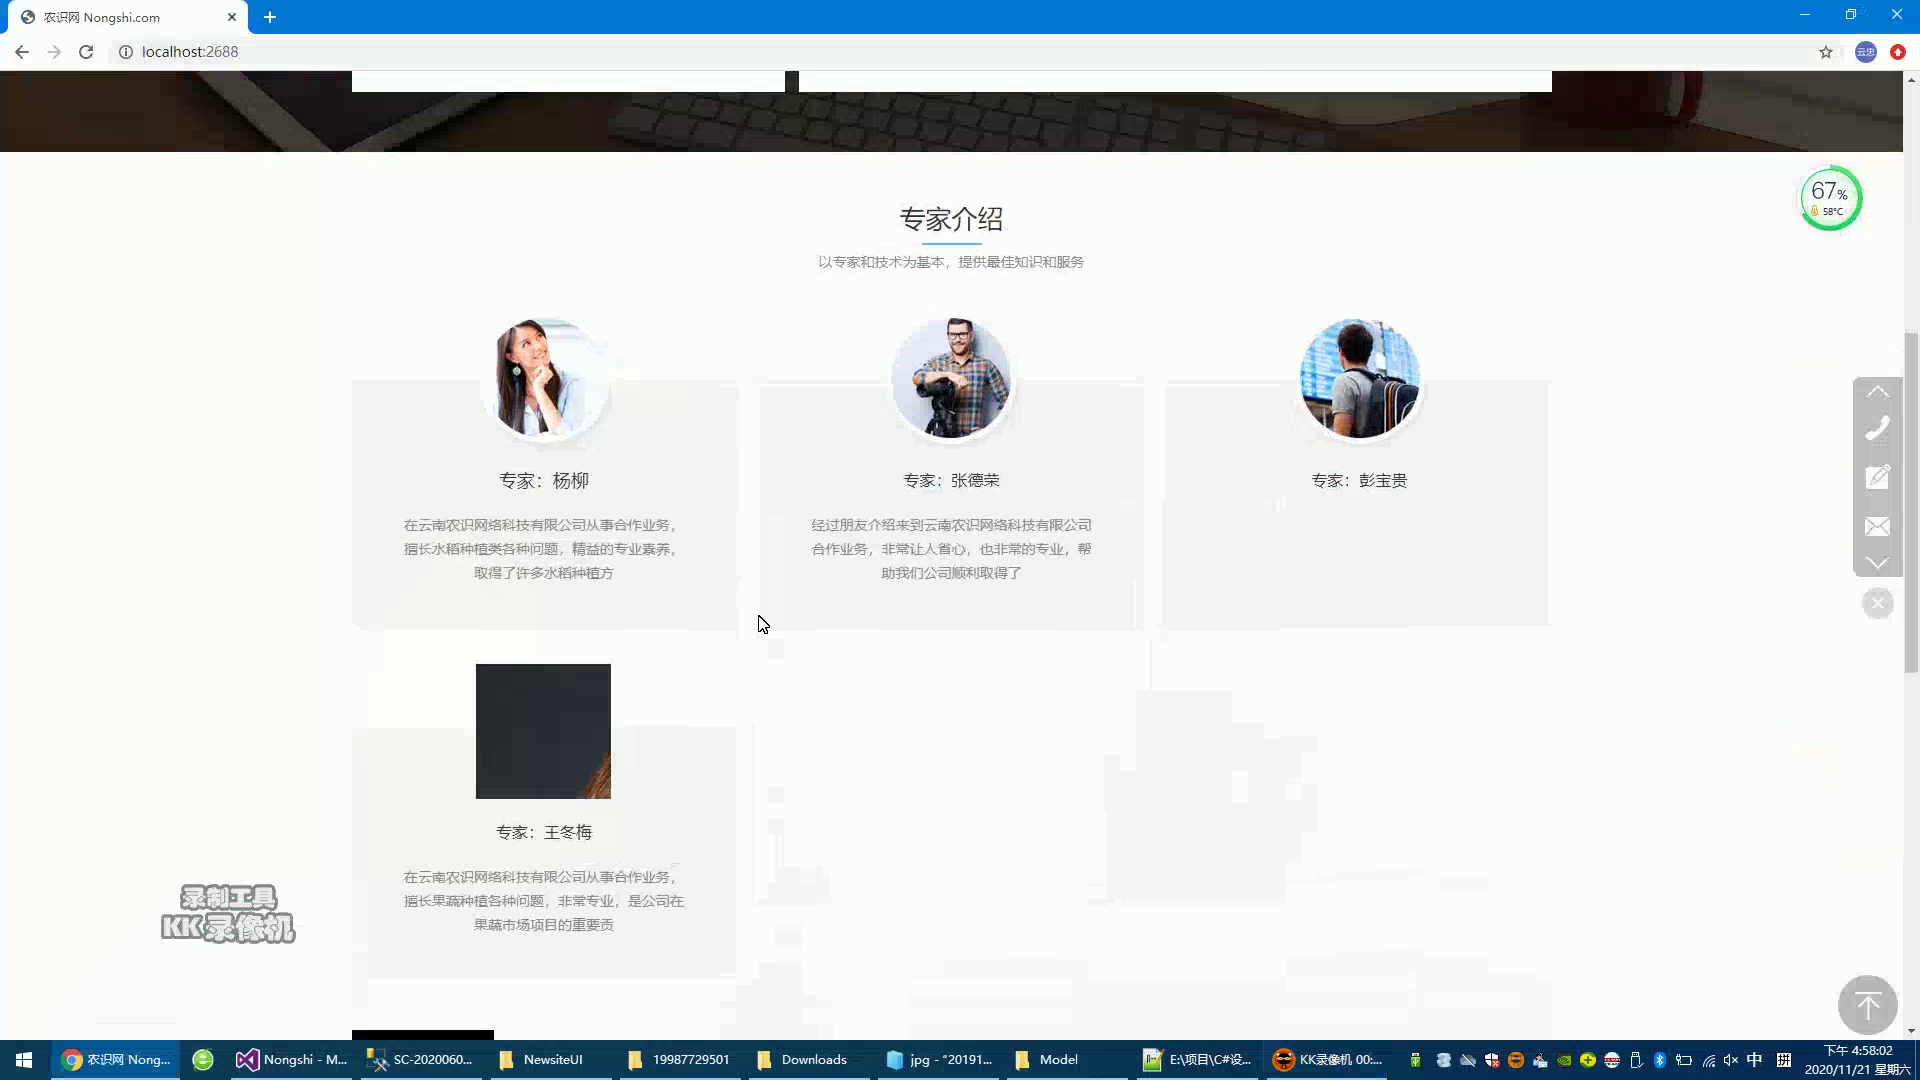 农识网 Nongshi.com
localhost:2688
云忠
67%
58°C
专家介绍
以专家和技术为基本，提供最佳知识和服务
专家：杨柳
在云南农识网络科技有限公司从事合作业务，
擅长水稻种植类各种问题，精益的专业素养，
取得了许多水稻种植方
专家：张德荣
经过朋友介绍来到云南农识网络科技有限公司
合作业务，非常让人省心，也非常的专业，帮
助我们公司顺利取得了
专家：彭宝贵
专家：王冬梅
在云南农识网络科技有限公司从事合作业务，
擅长果蔬种植各种问题，非常专业，是公司在
果蔬市场项目的重要贡
录制工具
KK录像机
农识网 Nong...
Nongshi - M...
SC-2020060...
NewsiteUI
19987729501
Downloads
jpg - "20191...
Model
E:\项目\C#设...
KK录像机 00:...
中
拼
下午 4:58:02
2020/11/21 星期六